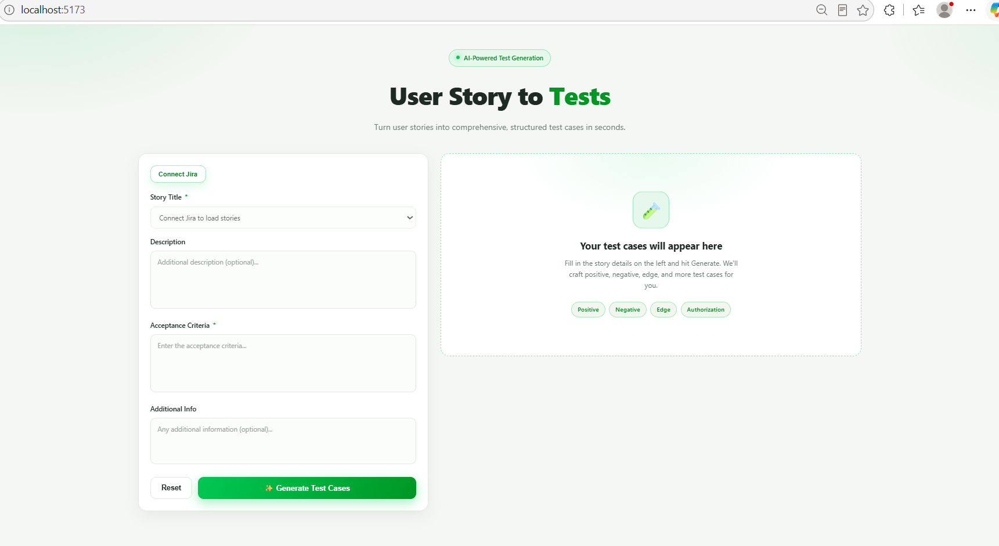 localhost:5173
AI-Powered Test Generation
User Story to Tests
Turn user stories into comprehensive, structured test cases in seconds.
Connect Jira
Story Title *
Connect Jira to load stories
Description
Additional description (optional)...
Acceptance Criteria *
Enter the acceptance criteria...
Additional Info
Any additional information (optional)...
Reset
✨ Generate Test Cases
Your test cases will appear here
Fill in the story details on the left and hit Generate. We'll
craft positive, negative, edge, and more test cases for
you.
Positive
Negative
Edge
Authorization